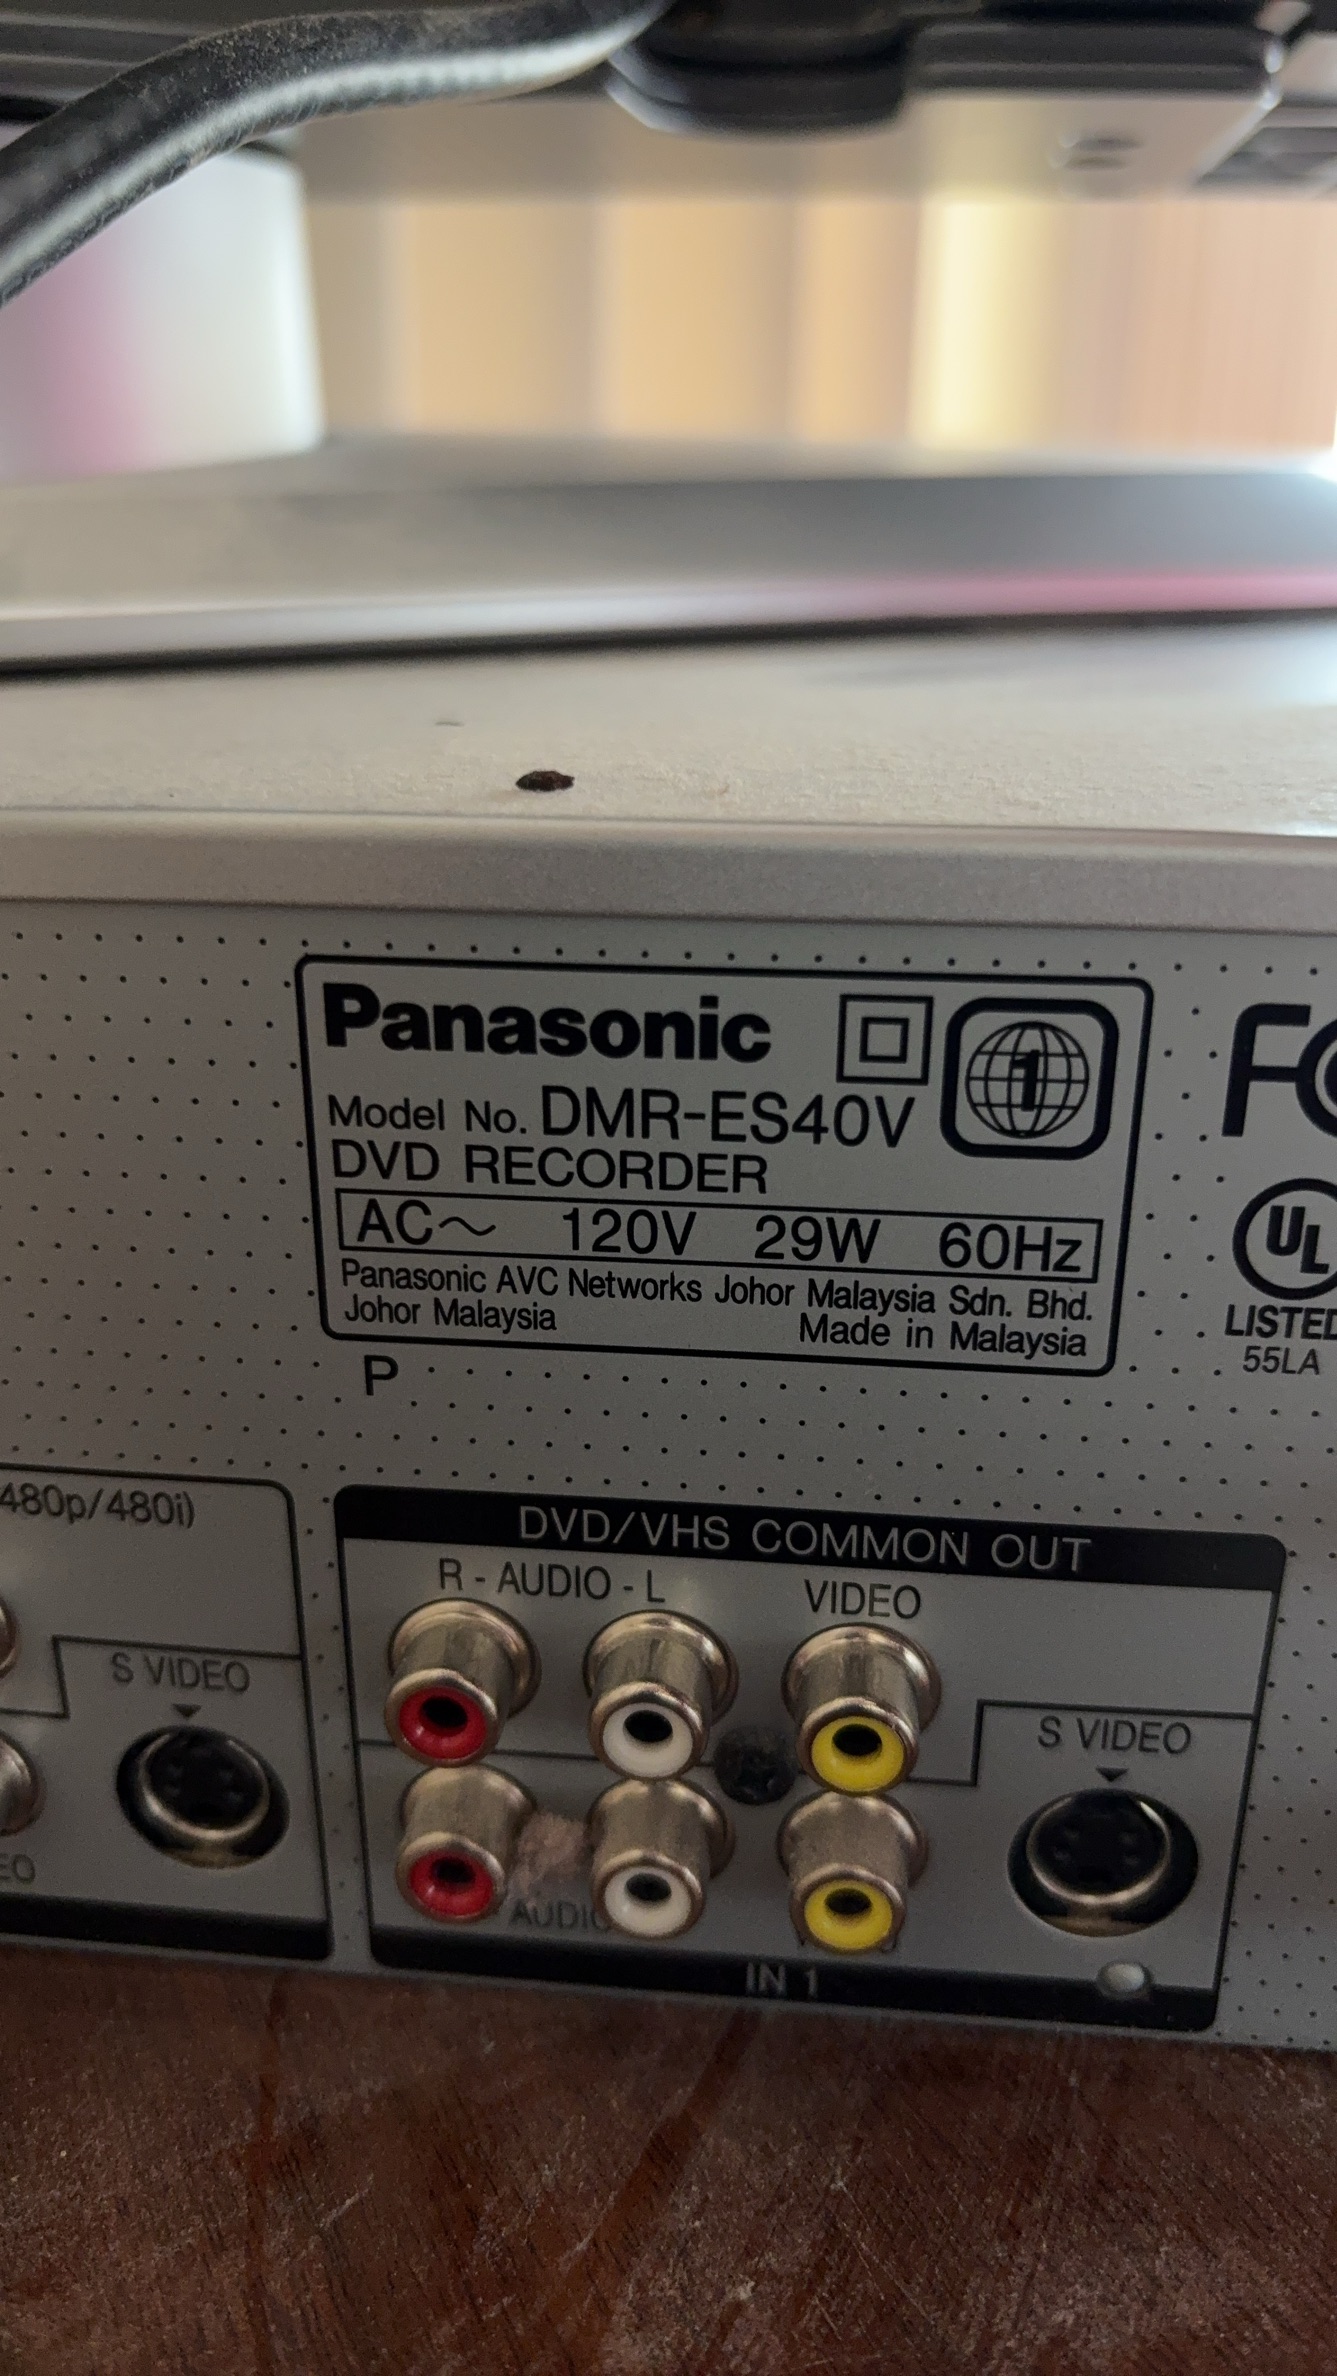 Panasonic
1
Model No. DMR-ES40V
DVD RECORDER
AC～ 120V 29W 60Hz
Panasonic AVC Networks Johor Malaysia Sdn. Bhd.
Johor Malaysia Made in Malaysia
P
UL
LISTED
55LA
480p/480i)
S VIDEO
DVD/VHS COMMON OUT
R - AUDIO - L VIDEO
S VIDEO
AUDIO
IN 1